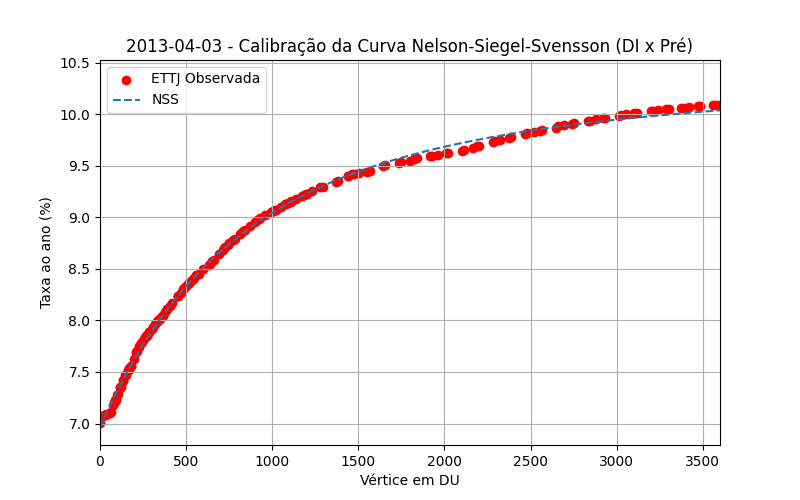 2013-04-03 - Calibração da Curva Nelson-Siegel-Svensson (DI x Pré)
ETTJ Observada
NSS
Taxa ao ano (%)
10.5
10.0
9.5
9.0
8.5
8.0
7.5
7.0
0 500 1000 1500 2000 2500 3000 3500
Vértice em DU